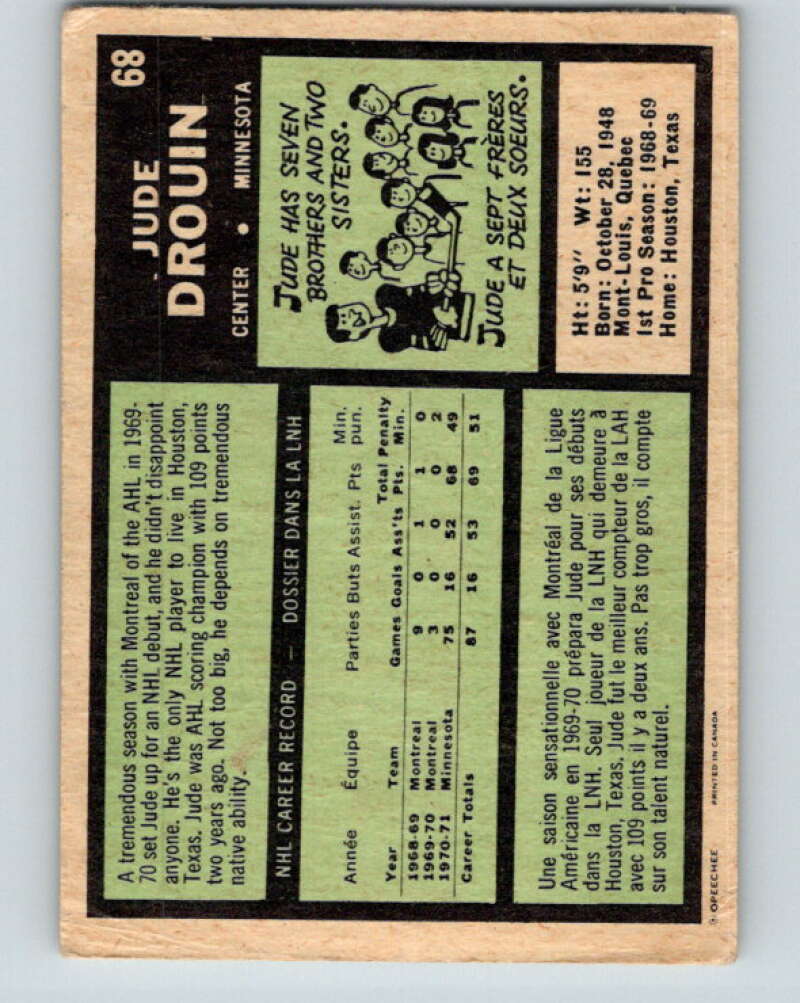 68
JUDE
DROUIN
CENTER • MINNESOTA
JUDE HAS SEVEN
BROTHERS AND TWO
SISTERS.
JUDE A SEPT FRÈRES
ET DEUX SOEURS.
Ht: 5'9" Wt: 155
Born: October 28, 1948
Mont-Louis, Quebec
1st Pro Season: 1968-69
Home: Houston, Texas
A tremendous season with Montreal of the AHL in 1969-
70 set Jude up for an NHL debut, and he didn't disappoint
anyone. He's the only NHL player to live in Houston,
Texas. Jude was AHL scoring champion with 109 points
two years ago. Not too big, he depends on tremendous
native ability.
NHL CAREER RECORD — DOSSIER DANS LA LNH
Année Équipe Parties Buts Assist. Pts Min. pun.
Year Team Games Goals Ass'ts Total Pts. Penalty Min.
1968-69 Montreal 9 0 1 1 0
1969-70 Montreal 3 0 0 0 2
1970-71 Minnesota 75 16 52 68 49
Career Totals 87 16 53 69 51
Une saison sensationnelle avec Montréal de la Ligue
Américaine en 1969-70 prépara Jude pour ses débuts
dans la LNH. Seul joueur de la LNH qui demeure à
Houston, Texas, Jude fut le meilleur compteur de la LAH
avec 109 points il y a deux ans. Pas trop gros, il compte
sur son talent naturel.
©-OPEECHEE PRINTED IN CANADA